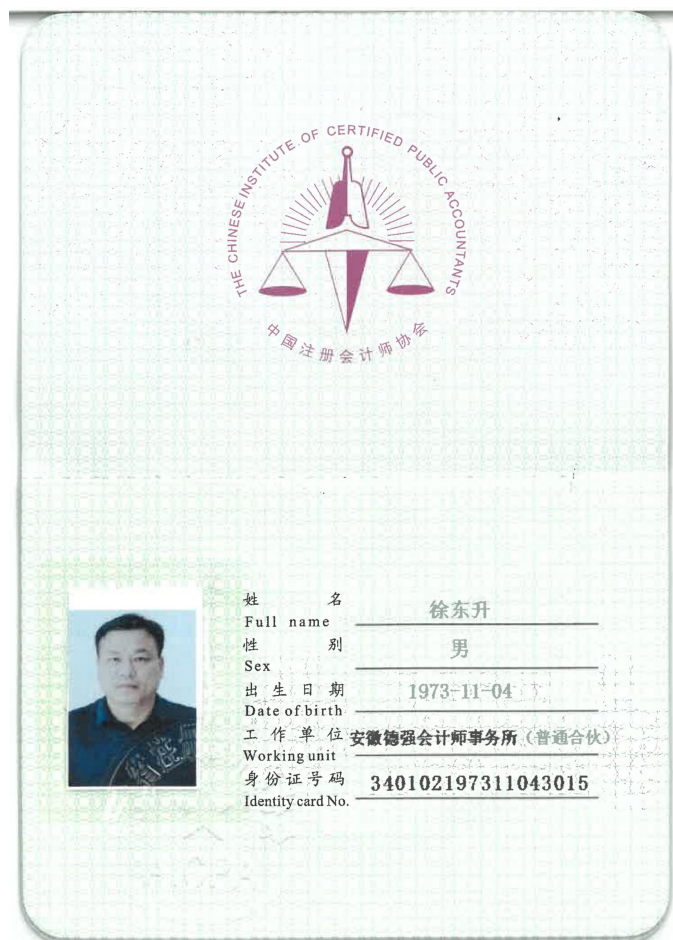 THE CHINESE INSTITUTE OF CERTIFIED PUBLIC ACCOUNTANTS
中国注册会计师协会
姓 名 徐东升
Full name
性 别 男
Sex
出生日期 1973-11-04
Date of birth
工作单位 安徽德强会计师事务所（普通合伙）
Working unit
身份证号码 340102197311043015
Identity card No.